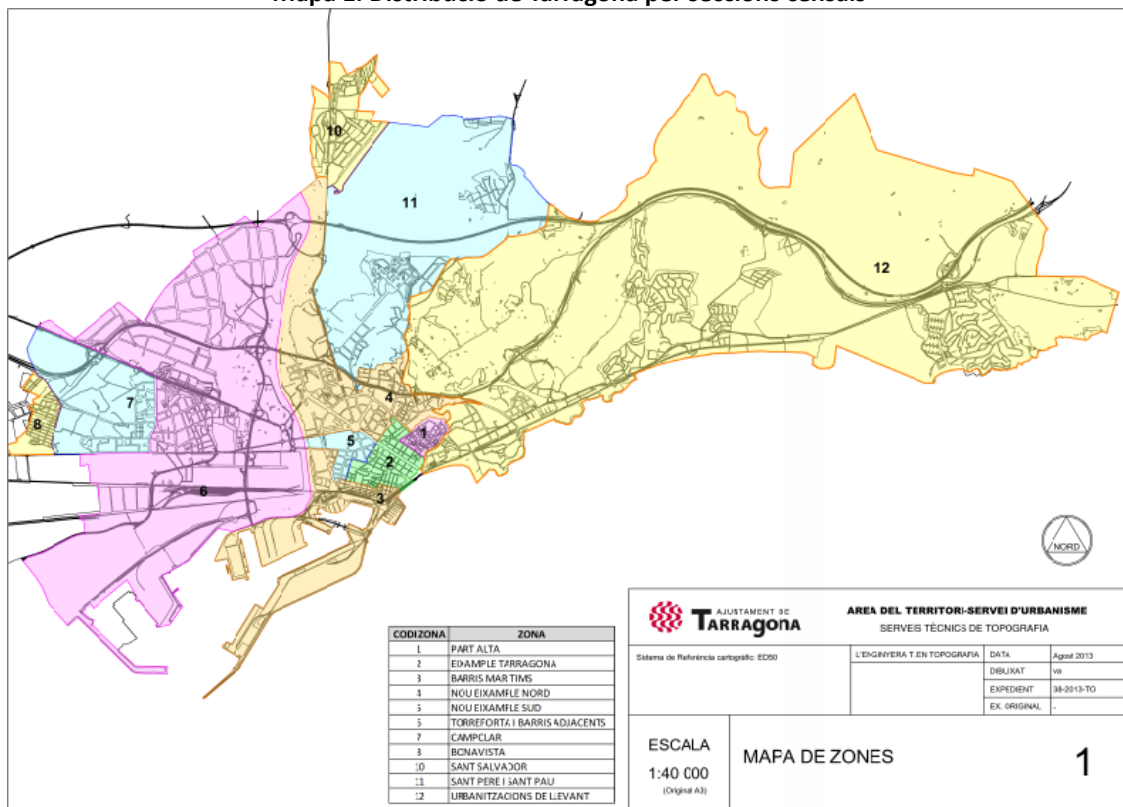 Mapa 1. Distribució de Tarragona per seccions censals
10
11
12
7
8
4
1
5
2
6
3
NORD
CODIZONA ZONA
1 PART ALTA
2 EIXAMPLE TARRAGONA
3 BARRIS MARITIMS
4 NOU EIXAMPLE NORD
5 NOU EIXAMPLE SUD
6 TORREFORTA I BARRIS ADJACENTS
7 CAMPCLAR
8 BONAVISTA
10 SANT SALVADOR
11 SANT PERE I SANT PAU
12 URBANITZACIONS DE LLEVANT
AJUNTAMENT DE
TARRAGONA
AREA DEL TERRITORI-SERVEI D'URBANISME
SERVEIS TÈCNICS DE TOPOGRAFIA
Sistema de Referència cartogràfic: ED50
L'ENGINYERA T.EN TOPOGRAFIA
DATA Agost 2013
DIBUIXAT va
EXPEDIENT 38-2013-TO
EX. ORIGINAL -
ESCALA
1:40 000
(Original A3)
MAPA DE ZONES
1